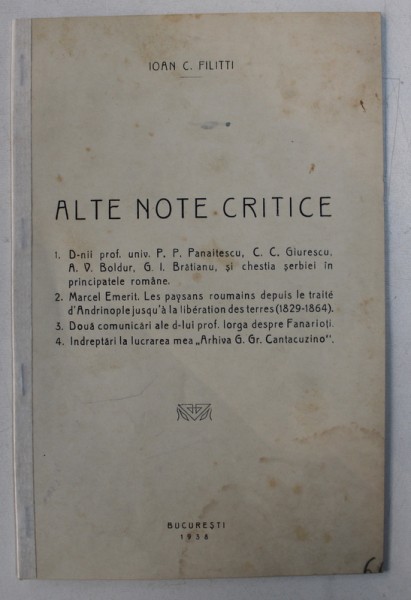 IOAN C. FILITTI
ALTE NOTE CRITICE
1. D-nii prof. univ. P. P. Panaitescu, C. C. Giurescu,
A. V. Boldur, G. I. Brătianu, și chestia șerbiei în
principatele române.
2. Marcel Emerit. Les paysans roumains depuis le traité
d'Andrinople jusqu'à la libération des terres (1829-1864).
3. Două comunicări ale d-lui prof. Iorga despre Fanarioți.
4. Indreptări la lucrarea mea „Arhiva G. Gr. Cantacuzino".
BUCUREȘTI
1938